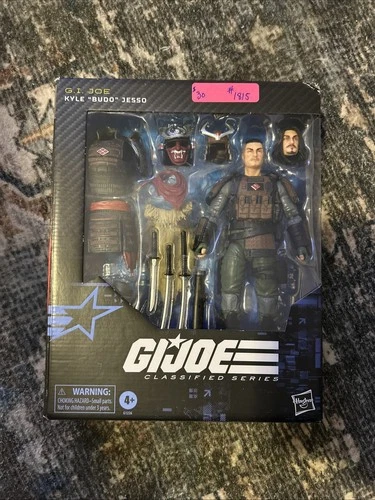 G.I. JOE
KYLE "BUDO" JESSO
$30
#1815
G.I. JOE
CLASSIFIED SERIES
WARNING:
CHOKING HAZARD–Small parts.
Not for children under 3 years.
4+
Hasbro